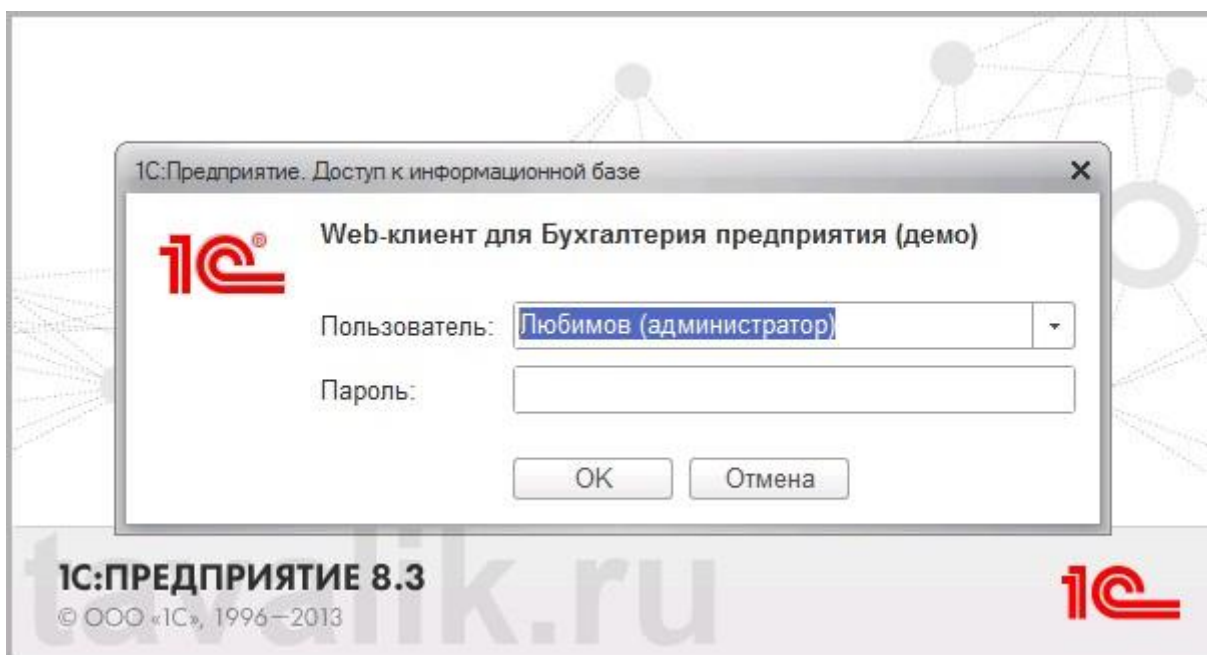 1С:Предприятие. Доступ к информационной базе
1С®
Web-клиент для Бухгалтерия предприятия (демо)
Пользователь: Любимов (администратор)
Пароль:
OK Отмена
tavalik.ru
1С:ПРЕДПРИЯТИЕ 8.3
© ООО «1С», 1996—2013
1С